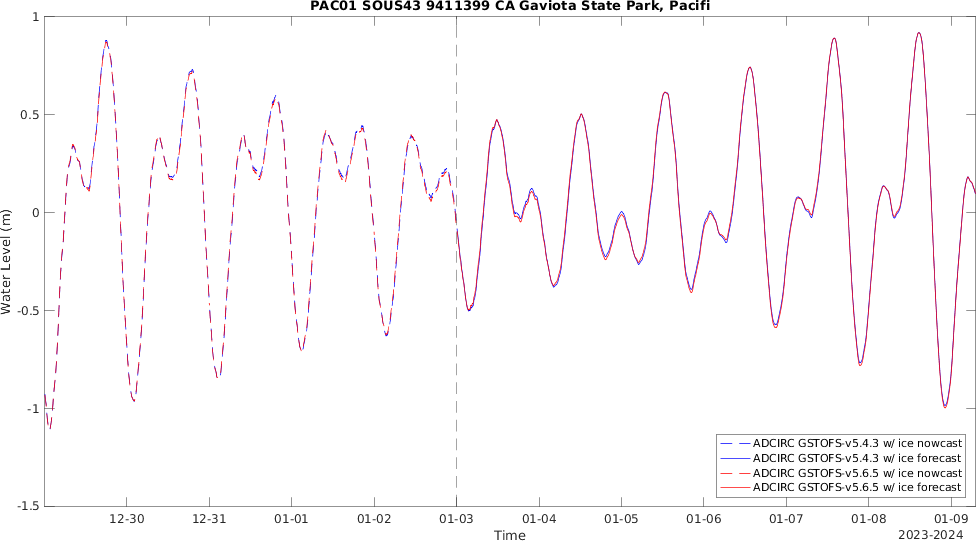 PAC01 SOUS43 9411399 CA Gaviota State Park, Pacifi
1
0.5
0
-0.5
-1
-1.5
Water Level (m)
ADCIRC GSTOFS-v5.4.3 w/ ice nowcast
ADCIRC GSTOFS-v5.4.3 w/ ice forecast
ADCIRC GSTOFS-v5.6.5 w/ ice nowcast
ADCIRC GSTOFS-v5.6.5 w/ ice forecast
12-30 12-31 01-01 01-02 01-03 01-04 01-05 01-06 01-07 01-08 01-09
Time
2023-2024